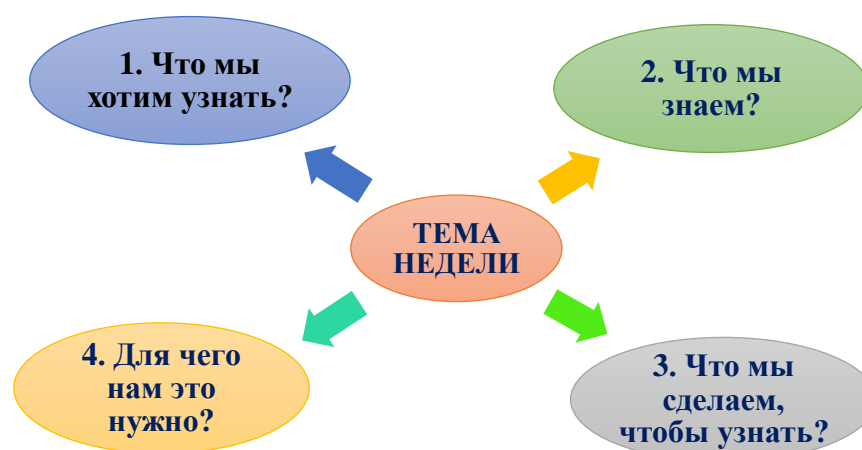 1. Что мы
хотим узнать?
2. Что мы
знаем?
ТЕМА
НЕДЕЛИ
4. Для чего
нам это
нужно?
3. Что мы
сделаем,
чтобы узнать?